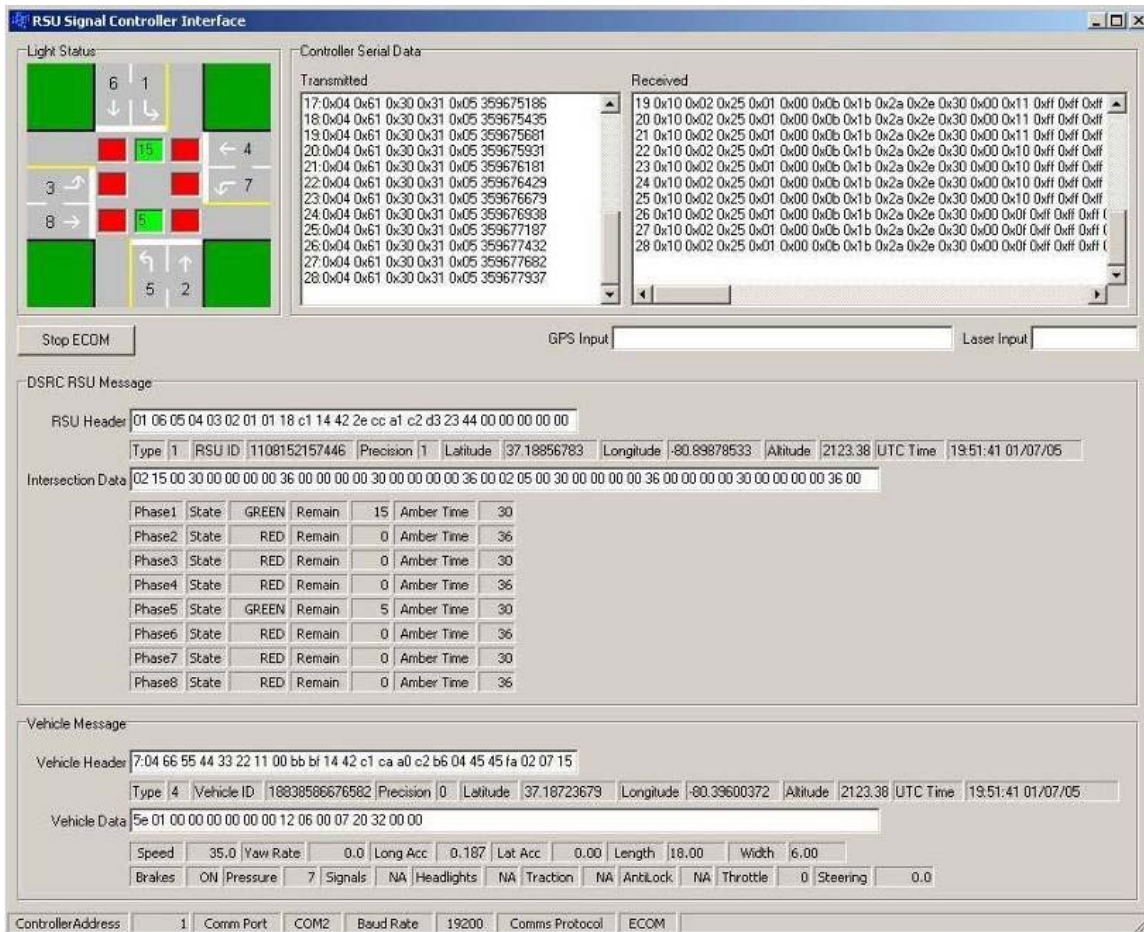 RSU Signal Controller Interface
Light Status
6 1
15
4
3
7
8
5
5 2
Controller Serial Data
Transmitted
17:0x04 0x61 0x30 0x31 0x05 359675186
18:0x04 0x61 0x30 0x31 0x05 359675435
19:0x04 0x61 0x30 0x31 0x05 359675681
20:0x04 0x61 0x30 0x31 0x05 359675931
21:0x04 0x61 0x30 0x31 0x05 359676181
22:0x04 0x61 0x30 0x31 0x05 359676429
23:0x04 0x61 0x30 0x31 0x05 359676679
24:0x04 0x61 0x30 0x31 0x05 359676938
25:0x04 0x61 0x30 0x31 0x05 359677187
26:0x04 0x61 0x30 0x31 0x05 359677432
27:0x04 0x61 0x30 0x31 0x05 359677682
28:0x04 0x61 0x30 0x31 0x05 359677937
Received
19 0x10 0x02 0x25 0x01 0x00 0x0b 0x1b 0x2a 0x2e 0x30 0x00 0x11 0xff 0xff 0xff
20 0x10 0x02 0x25 0x01 0x00 0x0b 0x1b 0x2a 0x2e 0x30 0x00 0x11 0xff 0xff 0xff
21 0x10 0x02 0x25 0x01 0x00 0x0b 0x1b 0x2a 0x2e 0x30 0x00 0x11 0xff 0xff 0xff
22 0x10 0x02 0x25 0x01 0x00 0x0b 0x1b 0x2a 0x2e 0x30 0x00 0x10 0xff 0xff 0xff
23 0x10 0x02 0x25 0x01 0x00 0x0b 0x1b 0x2a 0x2e 0x30 0x00 0x10 0xff 0xff 0xff
24 0x10 0x02 0x25 0x01 0x00 0x0b 0x1b 0x2a 0x2e 0x30 0x00 0x10 0xff 0xff 0xff
25 0x10 0x02 0x25 0x01 0x00 0x0b 0x1b 0x2a 0x2e 0x30 0x00 0x10 0xff 0xff 0xff
26 0x10 0x02 0x25 0x01 0x00 0x0b 0x1b 0x2a 0x2e 0x30 0x00 0x0f 0xff 0xff 0xff (
27 0x10 0x02 0x25 0x01 0x00 0x0b 0x1b 0x2a 0x2e 0x30 0x00 0x0f 0xff 0xff 0xff (
28 0x10 0x02 0x25 0x01 0x00 0x0b 0x1b 0x2a 0x2e 0x30 0x00 0x0f 0xff 0xff 0xff (
Stop ECOM GPS Input Laser Input
DSRC RSU Message
RSU Header 01 06 05 04 03 02 01 01 18 c1 14 42 2e cc a1 c2 d3 23 44 00 00 00 00 00
Type 1 RSU ID 1108152157446 Precision 1 Latitude 37.18856783 Longitude -80.89878533 Altitude 2123.38 UTC Time 19:51:41 01/07/05
Intersection Data 02 15 00 30 00 00 00 00 36 00 00 00 00 30 00 00 00 00 36 00 02 05 00 30 00 00 00 00 36 00 00 00 00 30 00 00 00 00 36 00
Phase1 State GREEN Remain 15 Amber Time 30
Phase2 State RED Remain 0 Amber Time 36
Phase3 State RED Remain 0 Amber Time 30
Phase4 State RED Remain 0 Amber Time 36
Phase5 State GREEN Remain 5 Amber Time 30
Phase6 State RED Remain 0 Amber Time 36
Phase7 State RED Remain 0 Amber Time 30
Phase8 State RED Remain 0 Amber Time 36
Vehicle Message
Vehicle Header 7:04 66 55 44 33 22 11 00 bb bf 14 42 c1 ca a0 c2 b6 04 45 45 fa 02 07 15
Type 4 Vehicle ID 18838586676582 Precision 0 Latitude 37.18723679 Longitude -80.39600372 Altitude 2123.38 UTC Time 19:51:41 01/07/05
Vehicle Data 5e 01 00 00 00 00 00 00 12 06 00 07 20 32 00 00
Speed 35.0 Yaw Rate 0.0 Long Acc 0.187 Lat Acc 0.00 Length 18.00 Width 6.00
Brakes ON Pressure 7 Signals NA Headlights NA Traction NA AntiLock NA Throttle 0 Steering 0.0
ControllerAddress 1 Comm Port COM2 Baud Rate 19200 Comms Protocol ECOM